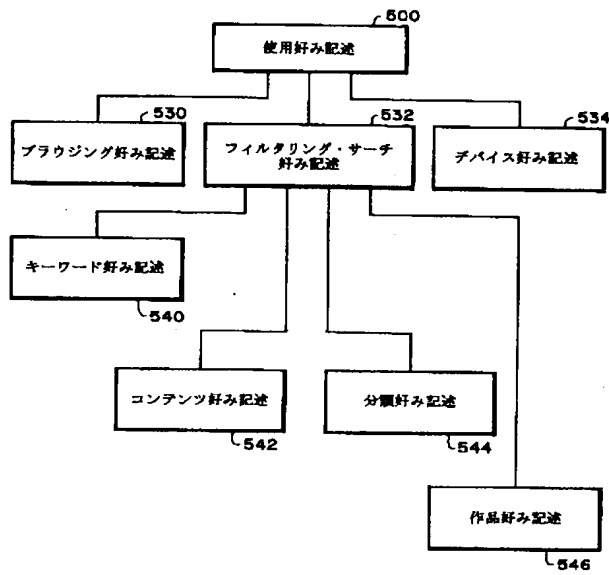 500
使用好み記述
530
ブラウジング好み記述
532
フィルタリング・サーチ
好み記述
534
デバイス好み記述
キーワード好み記述
540
コンテンツ好み記述
542
分類好み記述
544
作品好み記述
546